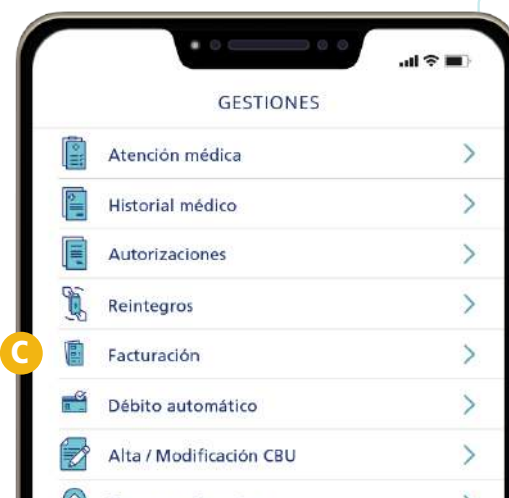 GESTIONES
Atención médica
Historial médico
Autorizaciones
Reintegros
C Facturación
Débito automático
Alta / Modificación CBU